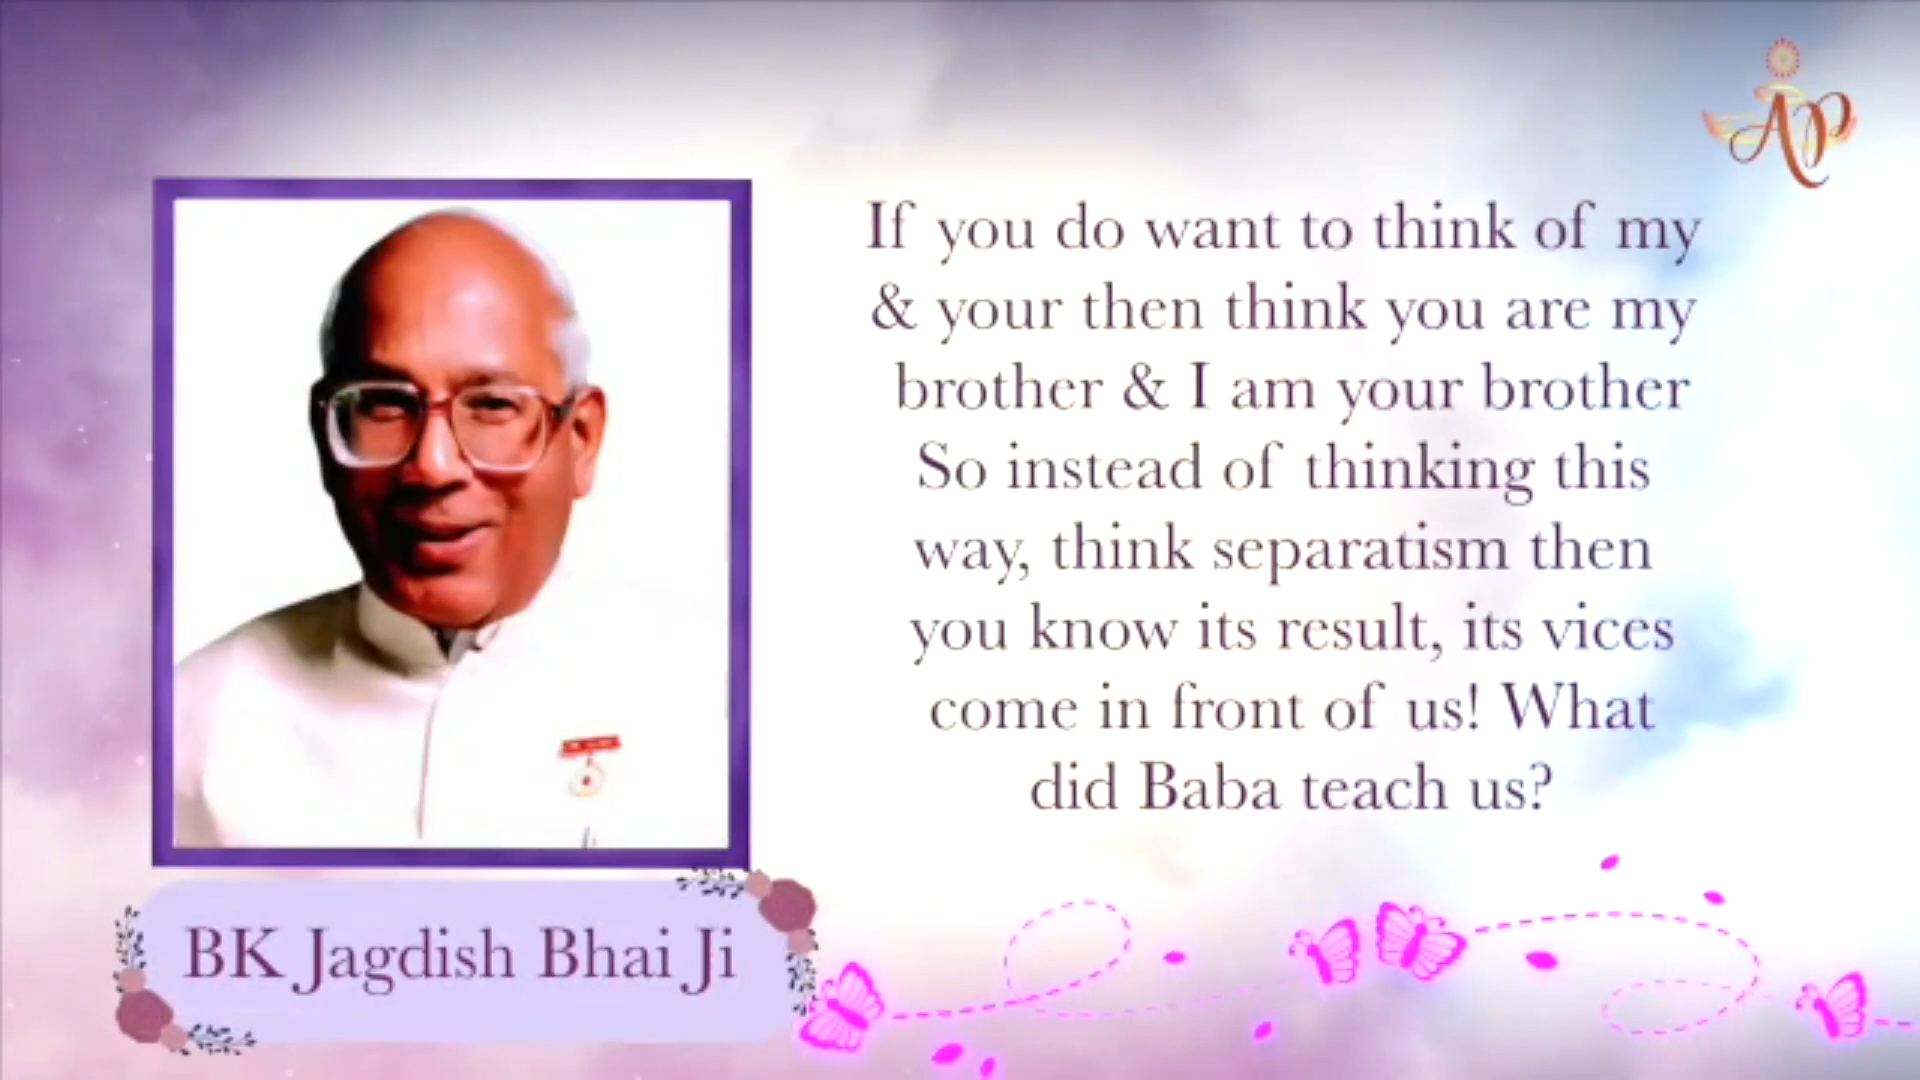 AP
If you do want to think of my
& your then think you are my
brother & I am your brother
So instead of thinking this
way, think separatism then
you know its result, its vices
come in front of us! What
did Baba teach us?
BK Jagdish Bhai Ji